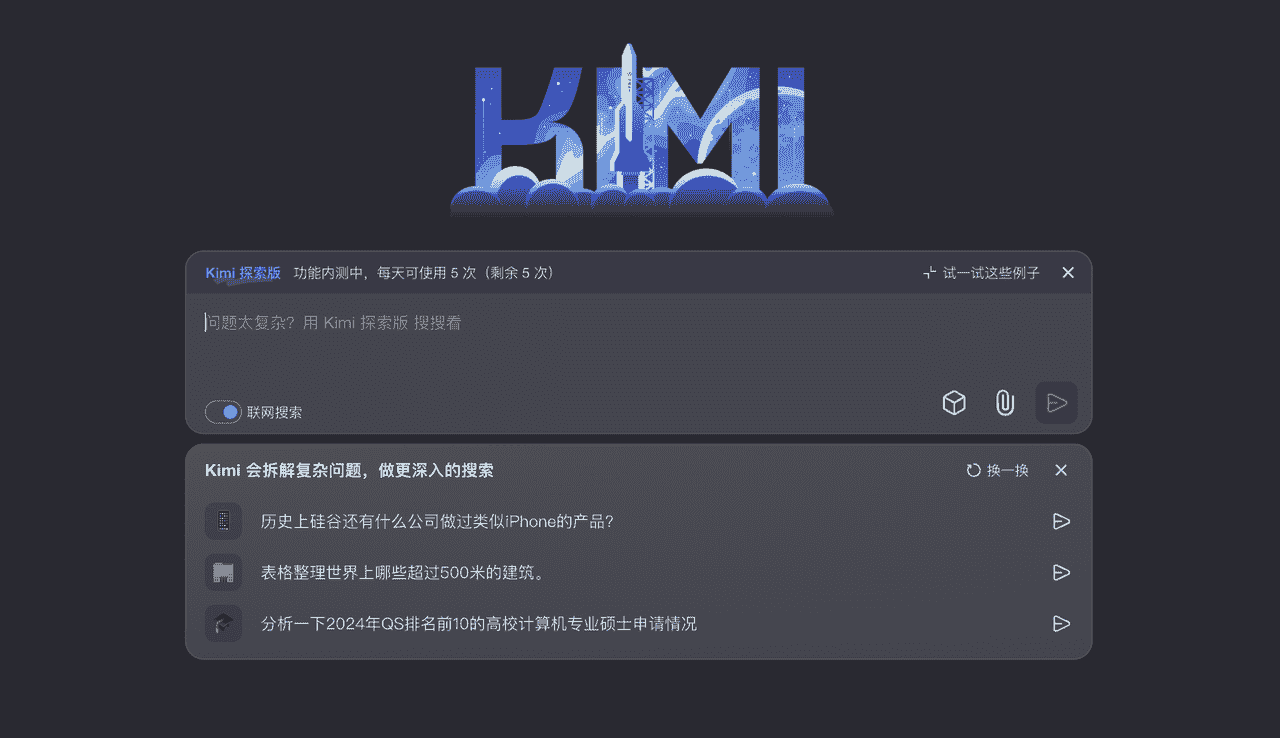 KIMI
Kimi 探索版 功能内测中，每天可使用 5 次（剩余 5 次） 试一试这些例子
问题太复杂？用 Kimi 探索版 搜搜看
联网搜索
Kimi 会拆解复杂问题，做更深入的搜索 换一换
历史上硅谷还有什么公司做过类似iPhone的产品？
表格整理世界上哪些超过500米的建筑。
分析一下2024年QS排名前10的高校计算机专业硕士申请情况